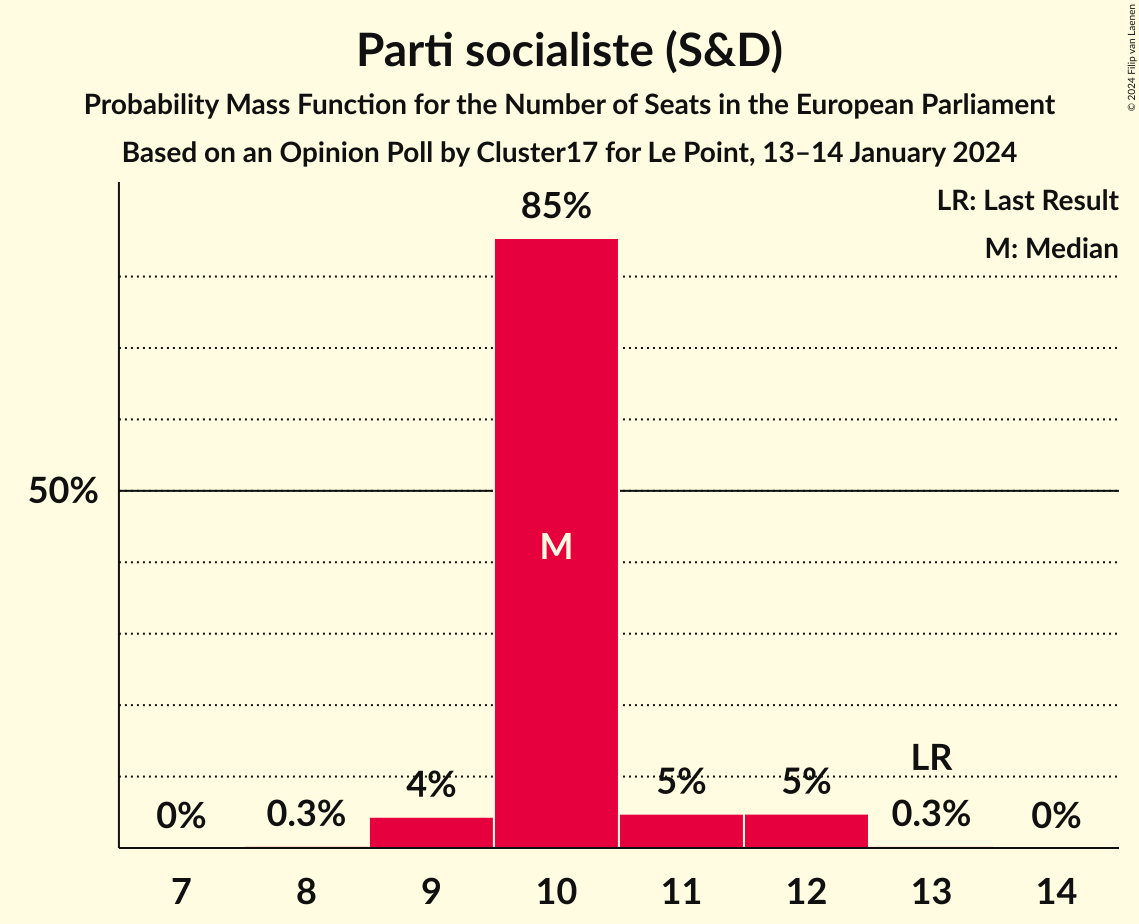 Parti socialiste (S&D)
Probability Mass Function for the Number of Seats in the European Parliament
Based on an Opinion Poll by Cluster17 for Le Point, 13–14 January 2024
© 2024 Filip van Laenen
LR: Last Result
M: Median
85%
50%
M
LR
0%
0.3%
4%
5%
5%
0.3%
0%
7
8
9
10
11
12
13
14